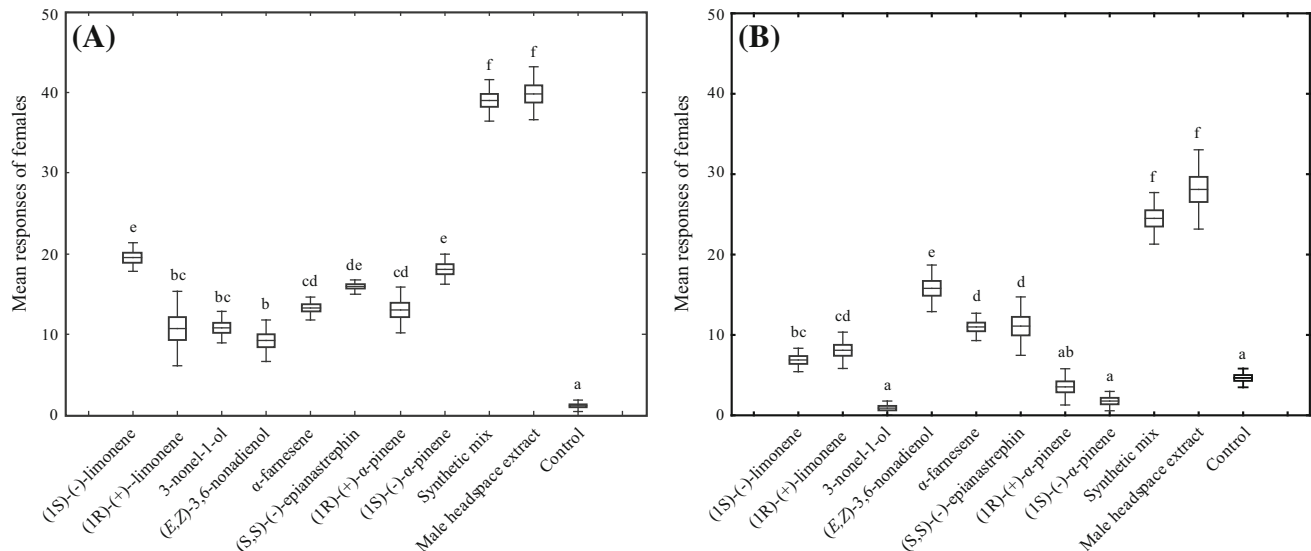 (A)
Mean responses of females
50
40
30
20
10
0
e
bc
bc
b
cd
de
cd
e
f
f
a
(1S)-(-)-limonene
(1R)-(+)--limonene
3-nonel-1-ol
(E,Z)-3,6-nonadienol
α-farnesene
(S,S)-(-)-epianastrephin
(1R)-(+)-α-pinene
(1S)-(-)-α-pinene
Synthetic mix
Male headspace extract
Control
(B)
Mean responses of females
50
40
30
20
10
0
bc
cd
a
e
d
d
ab
a
f
f
a
(1S)-(-)-limonene
(1R)-(+)-limonene
3-nonel-1-ol
(E,Z)-3,6-nonadienol
α-farnesene
(S,S)-(-)-epianastrephin
(1R)-(+)-α-pinene
(1S)-(-)-α-pinene
Synthetic mix
Male headspace extract
Control